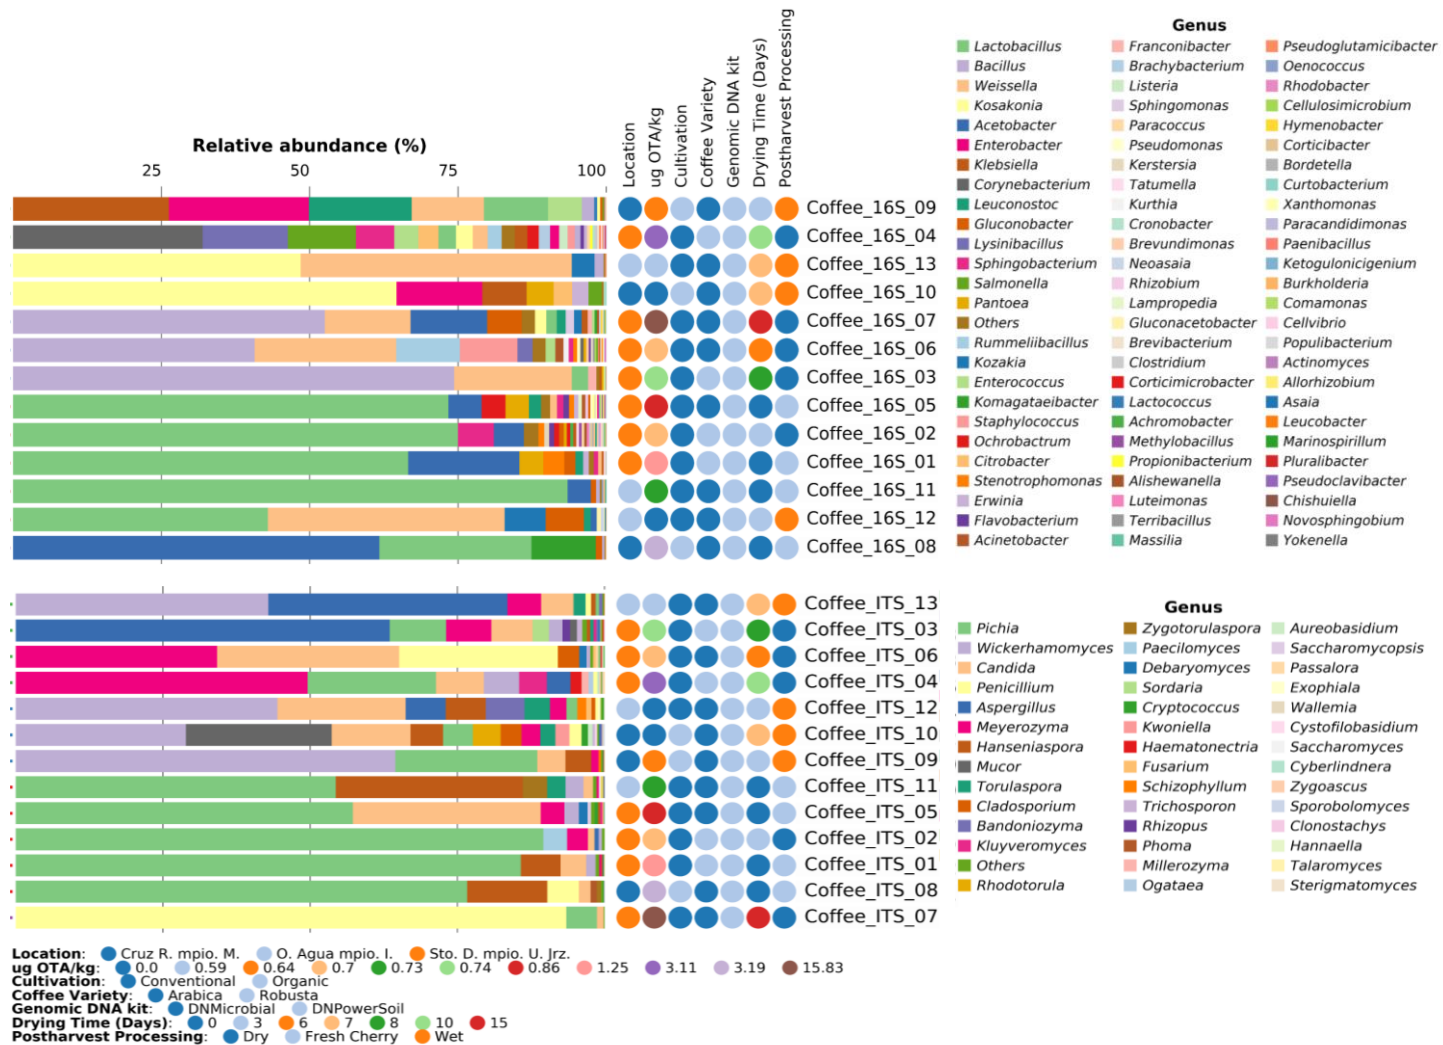 Relative abundance (%)
25 50 75 100
Location
ug OTA/kg
Cultivation
Coffee Variety
Genomic DNA kit
Drying Time (Days)
Postharvest Processing
Coffee_16S_09
Coffee_16S_04
Coffee_16S_13
Coffee_16S_10
Coffee_16S_07
Coffee_16S_06
Coffee_16S_03
Coffee_16S_05
Coffee_16S_02
Coffee_16S_01
Coffee_16S_11
Coffee_16S_12
Coffee_16S_08
Genus
Lactobacillus Franconibacter Pseudoglutamicibacter
Bacillus Brachybacterium Oenococcus
Weissella Listeria Rhodobacter
Kosakonia Sphingomonas Cellulosimicrobium
Acetobacter Paracoccus Hymenobacter
Enterobacter Pseudomonas Corticibacter
Klebsiella Kerstersia Bordetella
Corynebacterium Tatumella Curtobacterium
Leuconostoc Kurthia Xanthomonas
Gluconobacter Cronobacter Paracandidimonas
Lysinibacillus Brevundimonas Paenibacillus
Sphingobacterium Neoasaia Ketogulonicigenium
Salmonella Rhizobium Burkholderia
Pantoea Lampropedia Comamonas
Others Gluconacetobacter Cellvibrio
Rummeliibacillus Brevibacterium Populibacterium
Kozakia Clostridium Actinomyces
Enterococcus Corticimicrobacter Allorhizobium
Komagataeibacter Lactococcus Asaia
Staphylococcus Achromobacter Leucobacter
Ochrobactrum Methylobacillus Marinospirillum
Citrobacter Propionibacterium Pluralibacter
Stenotrophomonas Alishewanella Pseudoclavibacter
Erwinia Luteimonas Chishuiella
Flavobacterium Terribacillus Novosphingobium
Acinetobacter Massilia Yokenella
Coffee_ITS_13
Coffee_ITS_03
Coffee_ITS_06
Coffee_ITS_04
Coffee_ITS_12
Coffee_ITS_10
Coffee_ITS_09
Coffee_ITS_11
Coffee_ITS_05
Coffee_ITS_02
Coffee_ITS_01
Coffee_ITS_08
Coffee_ITS_07
Genus
Pichia Zygotorulaspora Aureobasidium
Wickerhamomyces Paecilomyces Saccharomycopsis
Candida Debaryomyces Passalora
Penicillium Sordaria Exophiala
Aspergillus Cryptococcus Wallemia
Meyerozyma Kwoniella Cystofilobasidium
Hanseniaspora Haematonectria Saccharomyces
Mucor Fusarium Cyberlindnera
Torulaspora Schizophyllum Zygoascus
Cladosporium Trichosporon Sporobolomyces
Bandoniozyma Rhizopus Clonostachys
Kluyveromyces Phoma Hannaella
Others Millerozyma Talaromyces
Rhodotorula Ogataea Sterigmatomyces
Location: Cruz R. mpio. M. O. Agua mpio. I. Sto. D. mpio. U. Jrz.
ug OTA/kg: 0.0 0.59 0.64 0.7 0.73 0.74 0.86 1.25 3.11 3.19 15.83
Cultivation: Conventional Organic
Coffee Variety: Arabica Robusta
Genomic DNA kit: DNMicrobial DNPowerSoil
Drying Time (Days): 0 3 6 7 8 10 15
Postharvest Processing: Dry Fresh Cherry Wet